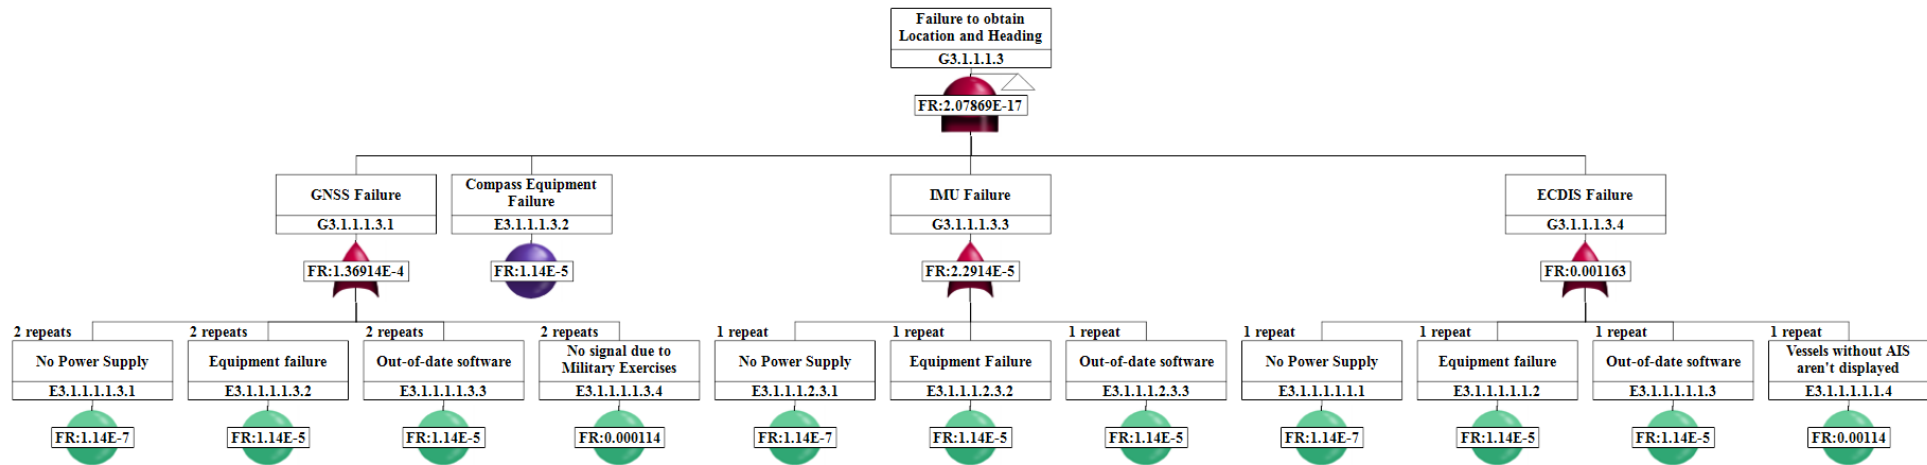 Failure to obtain
Location and Heading
G3.1.1.1.3
FR:2.07869E-17
GNSS Failure
G3.1.1.1.3.1
FR:1.36914E-4
Compass Equipment
Failure
E3.1.1.1.3.2
FR:1.14E-5
IMU Failure
G3.1.1.1.3.3
FR:2.2914E-5
ECDIS Failure
G3.1.1.1.3.4
FR:0.001163
2 repeats
No Power Supply
E3.1.1.1.1.3.1
FR:1.14E-7
2 repeats
Equipment failure
E3.1.1.1.1.3.2
FR:1.14E-5
2 repeats
Out-of-date software
E3.1.1.1.1.3.3
FR:1.14E-5
2 repeats
No signal due to
Military Exercises
E3.1.1.1.1.3.4
FR:0.000114
1 repeat
No Power Supply
E3.1.1.1.2.3.1
FR:1.14E-7
1 repeat
Equipment Failure
E3.1.1.1.2.3.2
FR:1.14E-5
1 repeat
Out-of-date software
E3.1.1.1.2.3.3
FR:1.14E-5
1 repeat
No Power Supply
E3.1.1.1.1.1.1
FR:1.14E-7
1 repeat
Equipment failure
E3.1.1.1.1.1.2
FR:1.14E-5
1 repeat
Out-of-date software
E3.1.1.1.1.1.3
FR:1.14E-5
1 repeat
Vessels without AIS
aren't displayed
E3.1.1.1.1.1.4
FR:0.00114